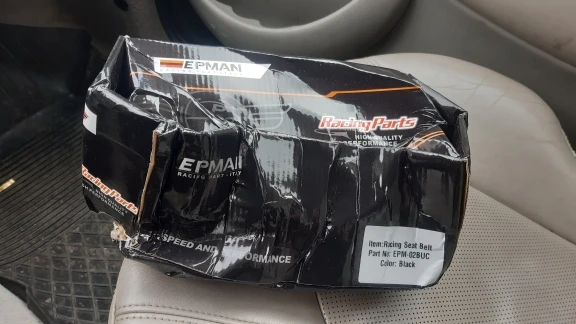 EPMAN
Racing Parts
HIGH QUALITY
PERFORMANCE
EPMAN
Racing Parts
SPEED AND
Item:Racing Seat Belt
Part No: EPM-02BUC
Color: Black